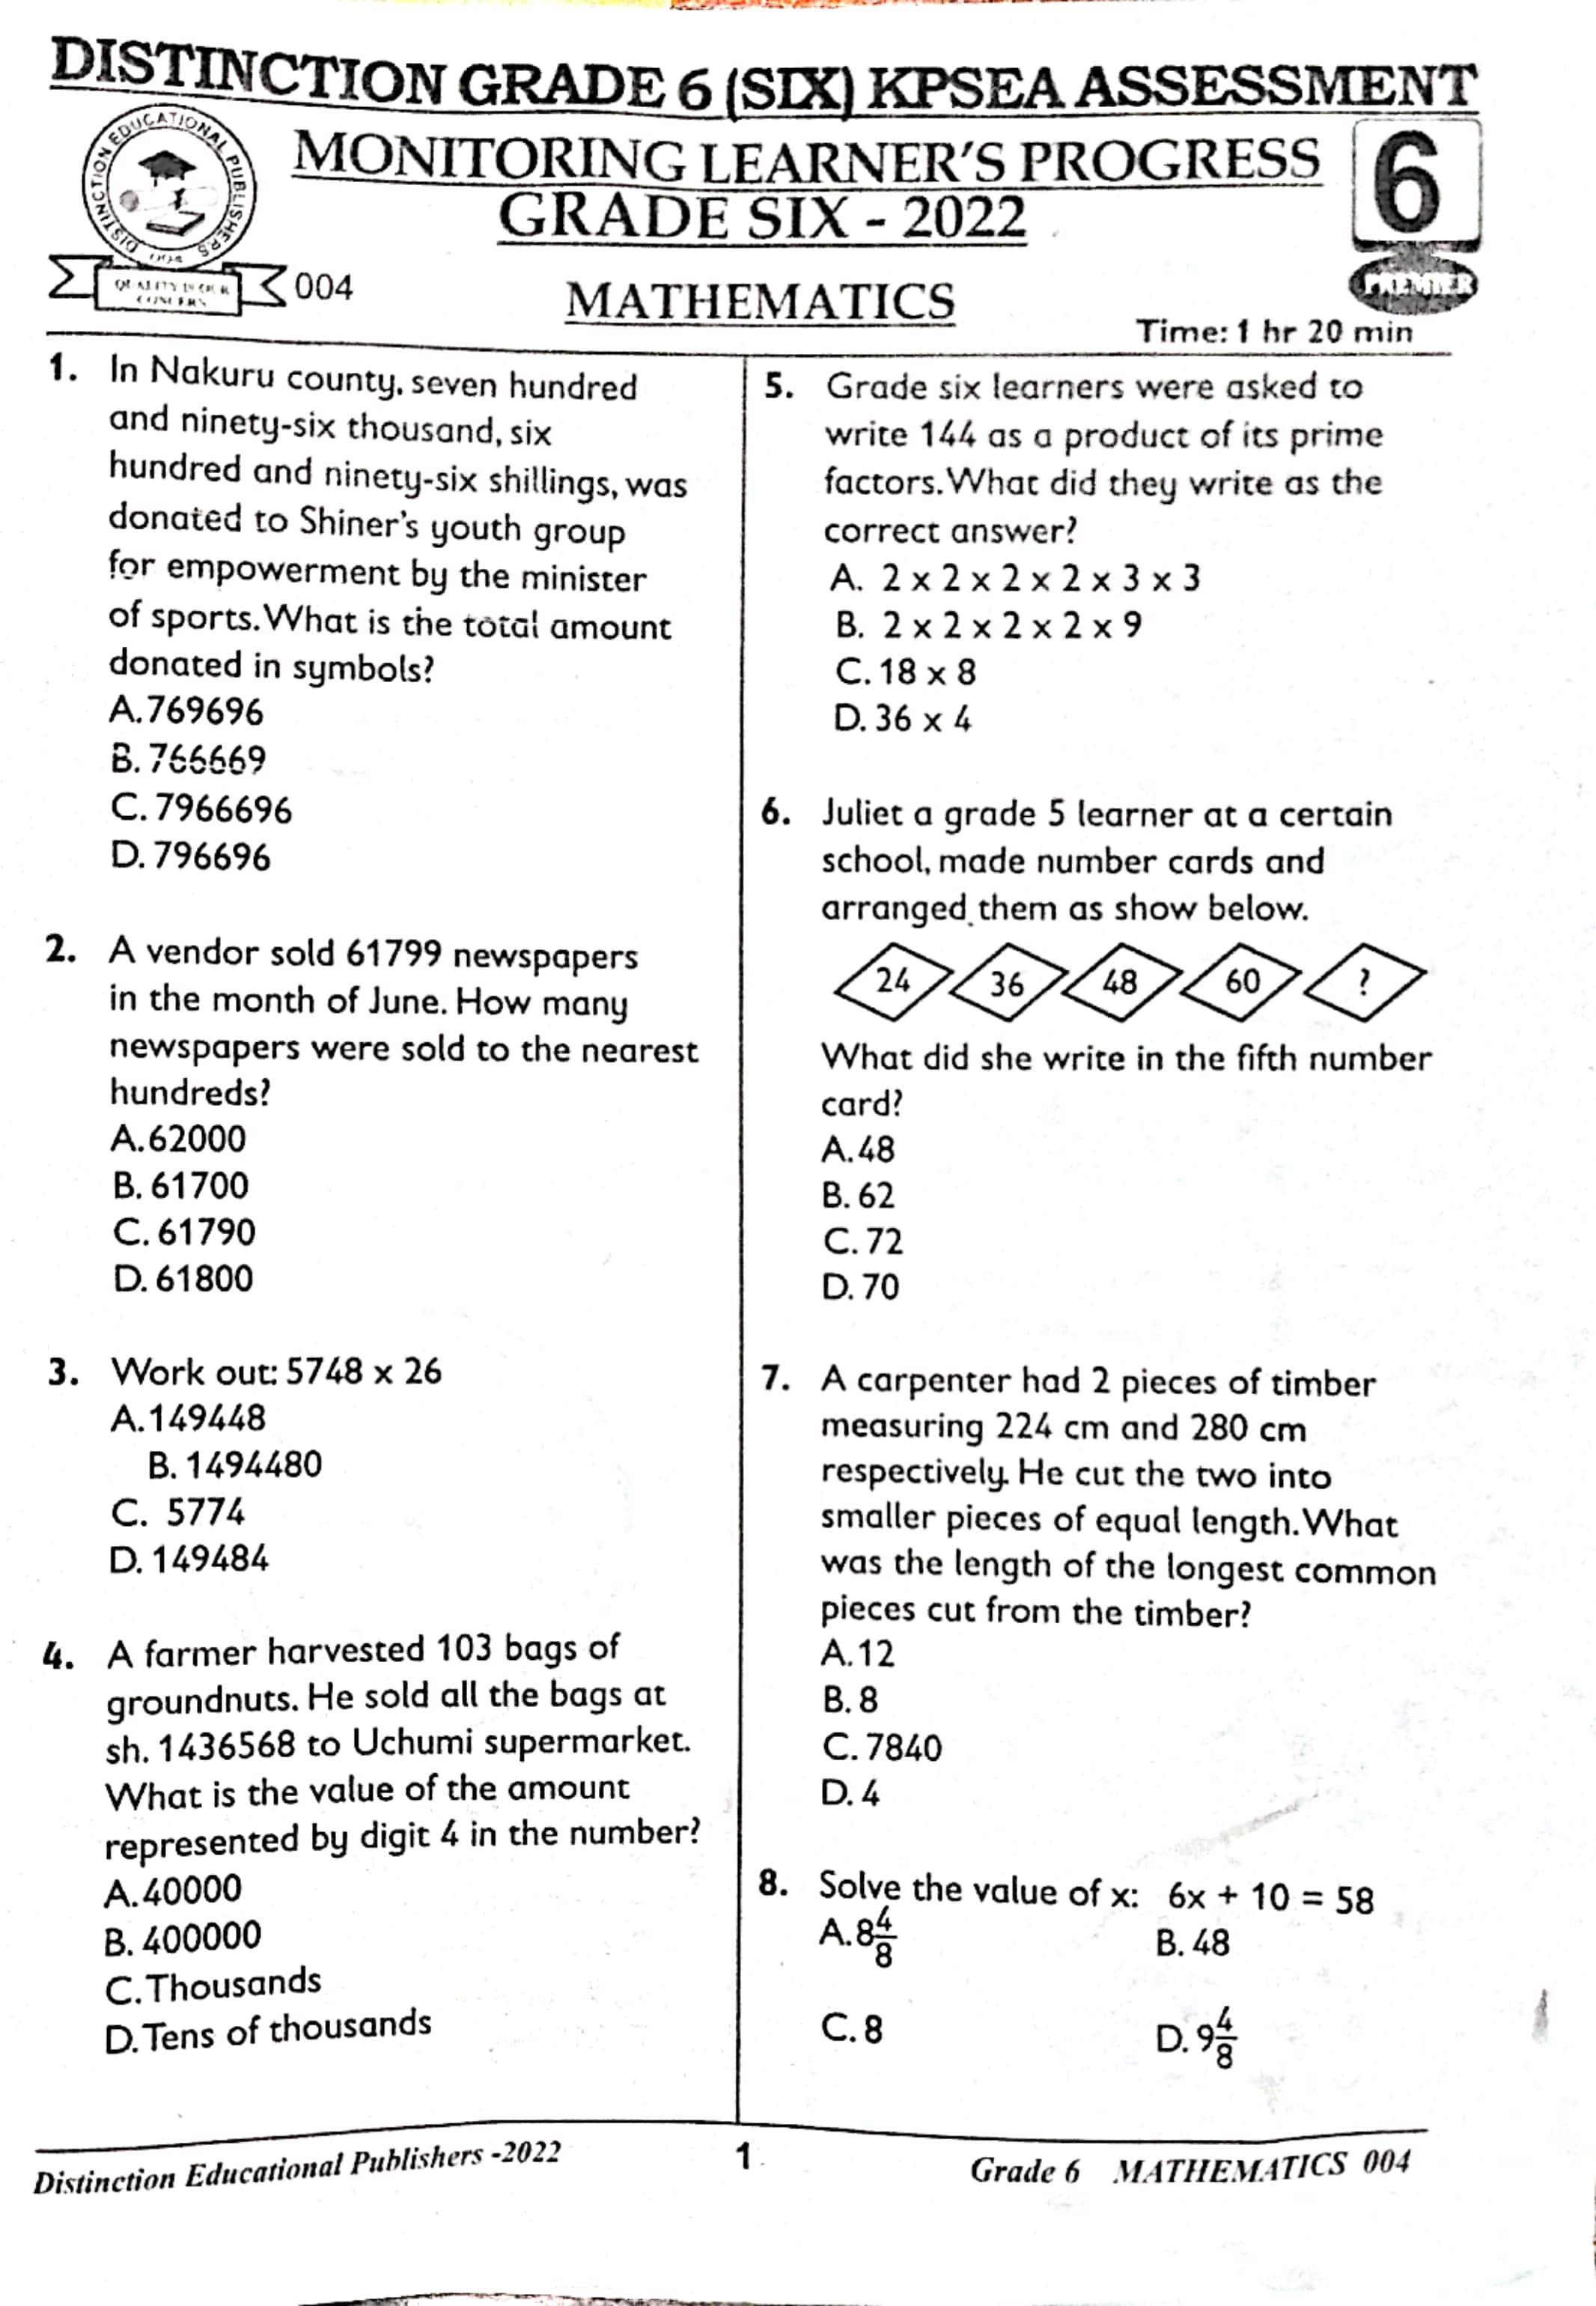 DISTINCTION GRADE 6 (SIX) KPSEA ASSESSMENT
DISTINCTION EDUCATIONAL PUBLISHERS
004
QUALITY IS OUR
CONCERN
004
MONITORING LEARNER'S PROGRESS
GRADE SIX - 2022
MATHEMATICS
6
PREMIER
Time: 1 hr 20 min
1. In Nakuru county, seven hundred
and ninety-six thousand, six
hundred and ninety-six shillings, was
donated to Shiner's youth group
for empowerment by the minister
of sports. What is the total amount
donated in symbols?
A. 769696
B. 766669
C. 7966696
D. 796696
2. A vendor sold 61799 newspapers
in the month of June. How many
newspapers were sold to the nearest
hundreds?
A. 62000
B. 61700
C. 61790
D. 61800
3. Work out: 5748 x 26
A. 149448
B. 1494480
C. 5774
D. 149484
4. A farmer harvested 103 bags of
groundnuts. He sold all the bags at
sh. 1436568 to Uchumi supermarket.
What is the value of the amount
represented by digit 4 in the number?
A. 40000
B. 400000
C. Thousands
D. Tens of thousands
5. Grade six learners were asked to
write 144 as a product of its prime
factors. What did they write as the
correct answer?
A. 2 x 2 x 2 x 2 x 3 x 3
B. 2 x 2 x 2 x 2 x 9
C. 18 x 8
D. 36 x 4
6. Juliet a grade 5 learner at a certain
school, made number cards and
arranged them as show below.
24 36 48 60 ?
What did she write in the fifth number
card?
A. 48
B. 62
C. 72
D. 70
7. A carpenter had 2 pieces of timber
measuring 224 cm and 280 cm
respectively. He cut the two into
smaller pieces of equal length. What
was the length of the longest common
pieces cut from the timber?
A. 12
B. 8
C. 7840
D. 4
8. Solve the value of x: 6x + 10 = 58
A. 8 4/8 B. 48
C. 8 D. 9 4/8
Distinction Educational Publishers -2022 1 Grade 6 MATHEMATICS 004